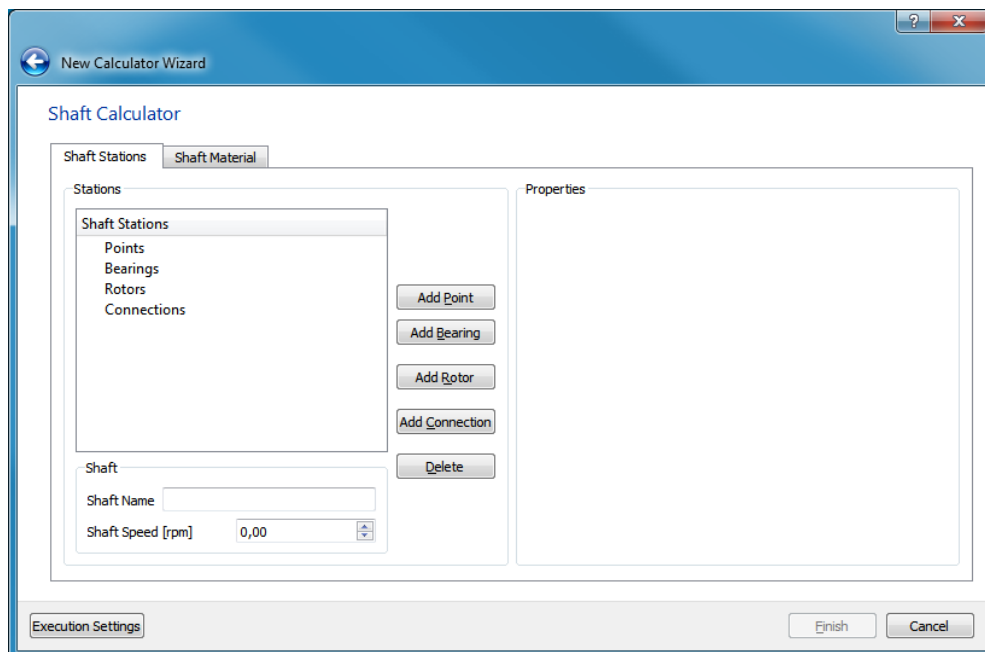 ?
x
New Calculator Wizard
Shaft Calculator
Shaft Stations
Shaft Material
Stations
Properties
Shaft Stations
Points
Bearings
Rotors
Connections
Add Point
Add Bearing
Add Rotor
Add Connection
Delete
Shaft
Shaft Name
Shaft Speed [rpm] 0,00
Execution Settings
Finish
Cancel